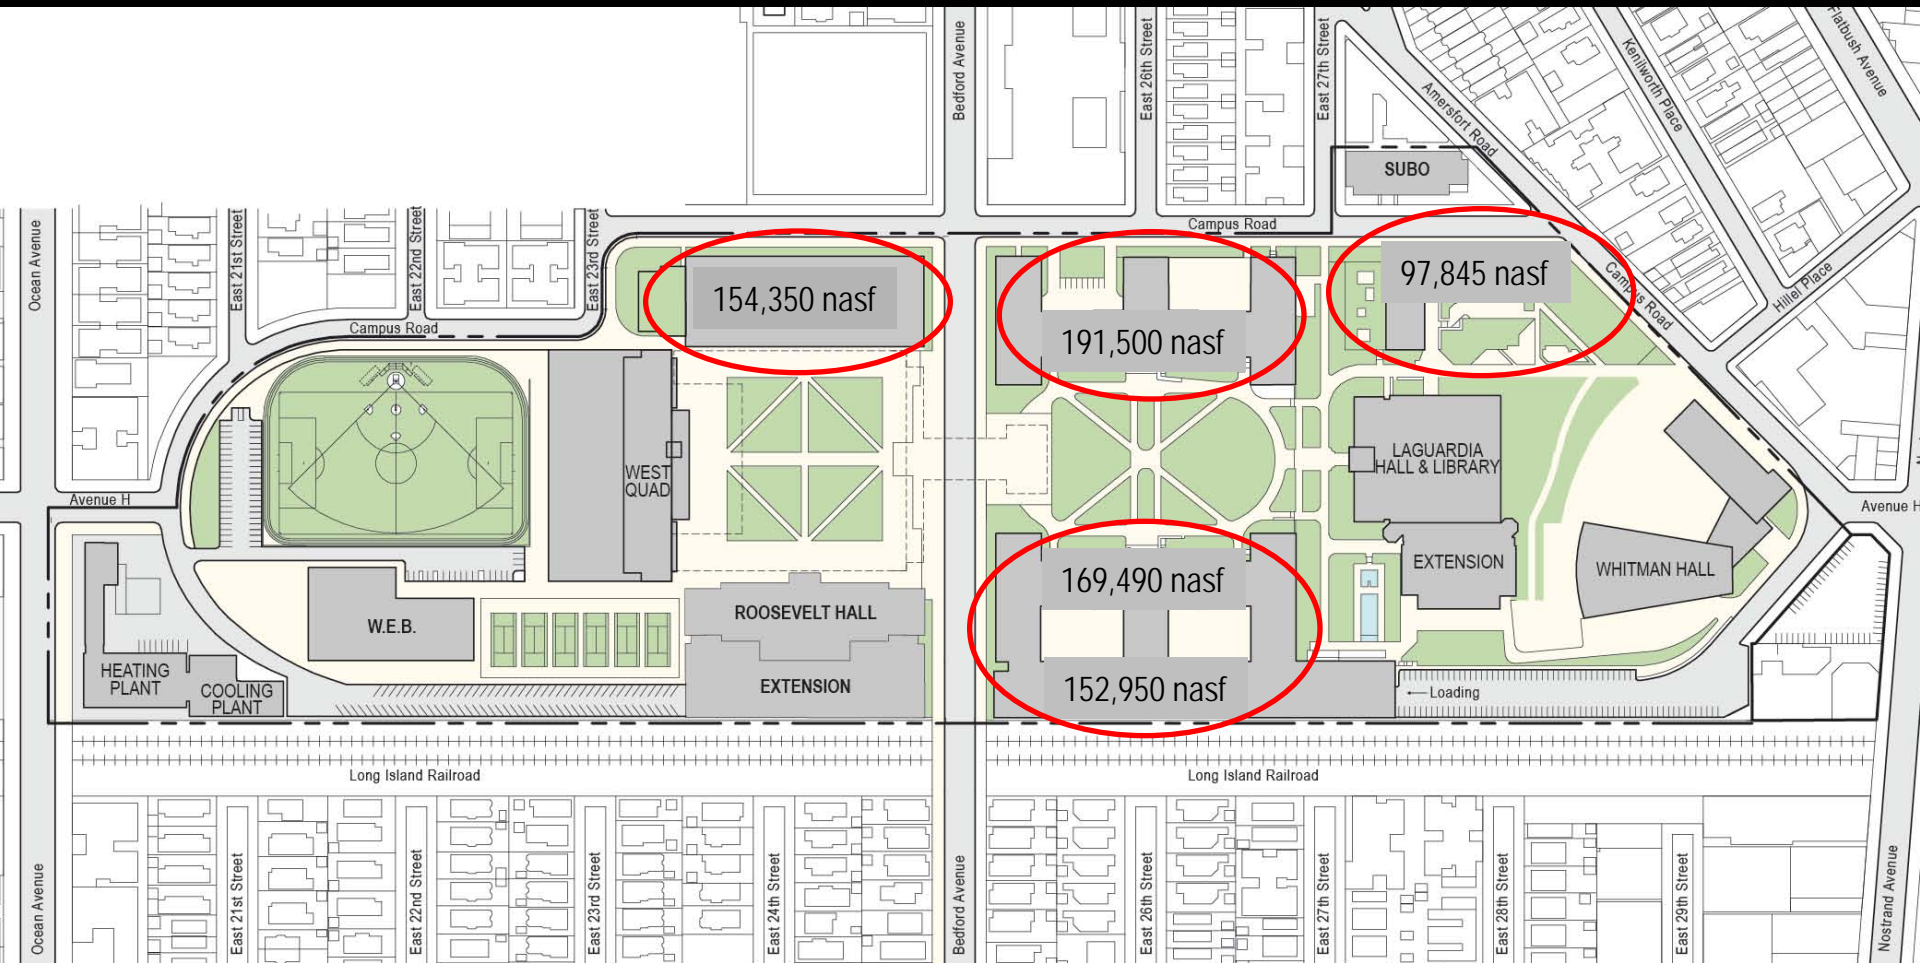 Bedford Avenue
East 26th Street
East 27th Street
Amersfort Road
Kenilworth Place
Flatbush Avenue
SUBO
Ocean Avenue
East 21st Street
East 22nd Street
East 23rd Street
Campus Road
Campus Road
Campus Road
Hillel Place
154,350 nasf
191,500 nasf
97,845 nasf
WEST
QUAD
LAGUARDIA
HALL & LIBRARY
Avenue H
Avenue H
169,490 nasf
EXTENSION
WHITMAN HALL
W.E.B.
ROOSEVELT HALL
HEATING
PLANT
COOLING
PLANT
EXTENSION
152,950 nasf
Loading
Long Island Railroad
Long Island Railroad
Ocean Avenue
East 21st Street
East 22nd Street
East 23rd Street
East 24th Street
Bedford Avenue
East 26th Street
East 27th Street
East 28th Street
East 29th Street
Nostrand Avenue